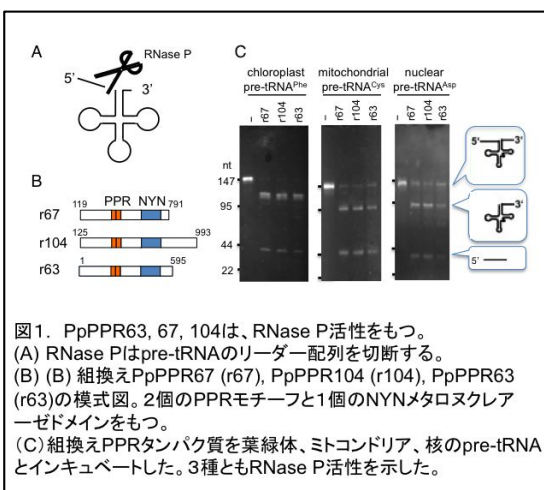 A
RNase P
5’
3’
B
PPR NYN
119
791
r67
125
993
r104
1
595
r63
C
chloroplast
pre-tRNAPhe
mitochondrial
pre-tRNACys
nuclear
pre-tRNAAsp
– r67 r104 r63
– r67 r104 r63
– r67 r104 r63
nt
147
95
44
22
5’ 3’
3’
5’
図1．PpPPR63, 67, 104は、RNase P活性をもつ。
(A) RNase Pはpre-tRNAのリーダー配列を切断する。
(B) (B) 組換えPpPPR67 (r67), PpPPR104 (r104), PpPPR63
(r63)の模式図。２個のPPRモチーフと１個のNYNメタロヌクレア
ーゼドメインをもつ。
（C）組換えPPRタンパク質を葉緑体、ミトコンドリア、核のpre-tRNA
とインキュベートした。３種ともRNase P活性を示した。